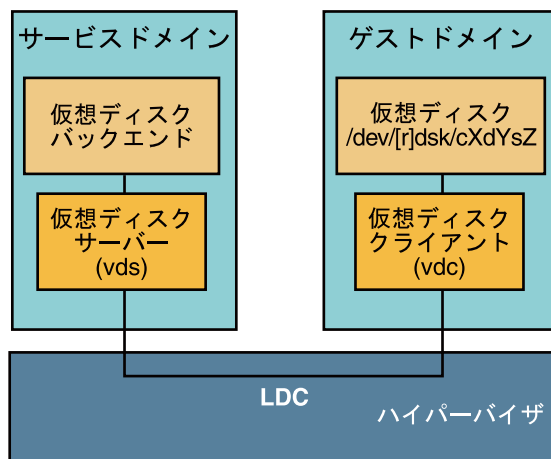 サービスドメイン
仮想ディスク
バックエンド
仮想ディスク
サーバー
(vds)
ゲストドメイン
仮想ディスク
/dev/[r]dsk/cXdYsZ
仮想ディスク
クライアント
(vdc)
LDC
ハイパーバイザ